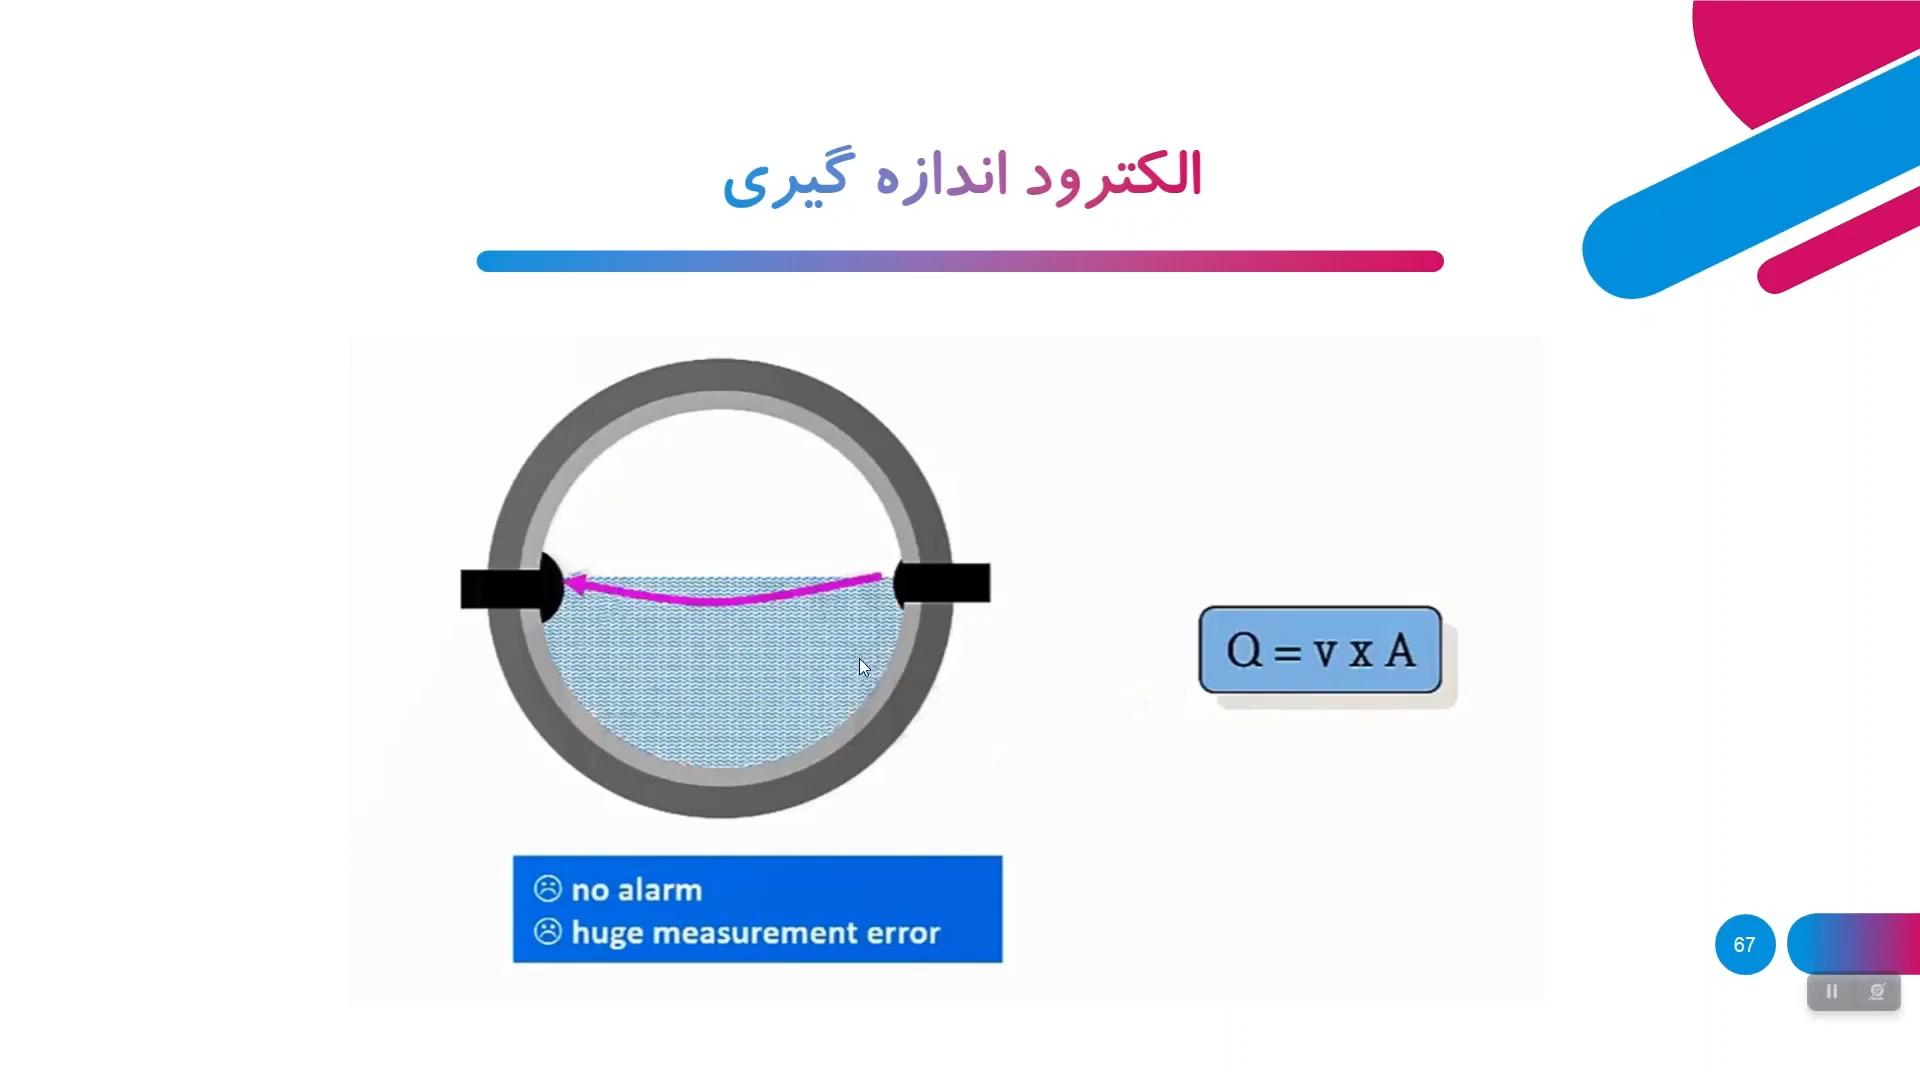 الکترود اندازه گیری
Q = v x A
☹ no alarm
☹ huge measurement error
67